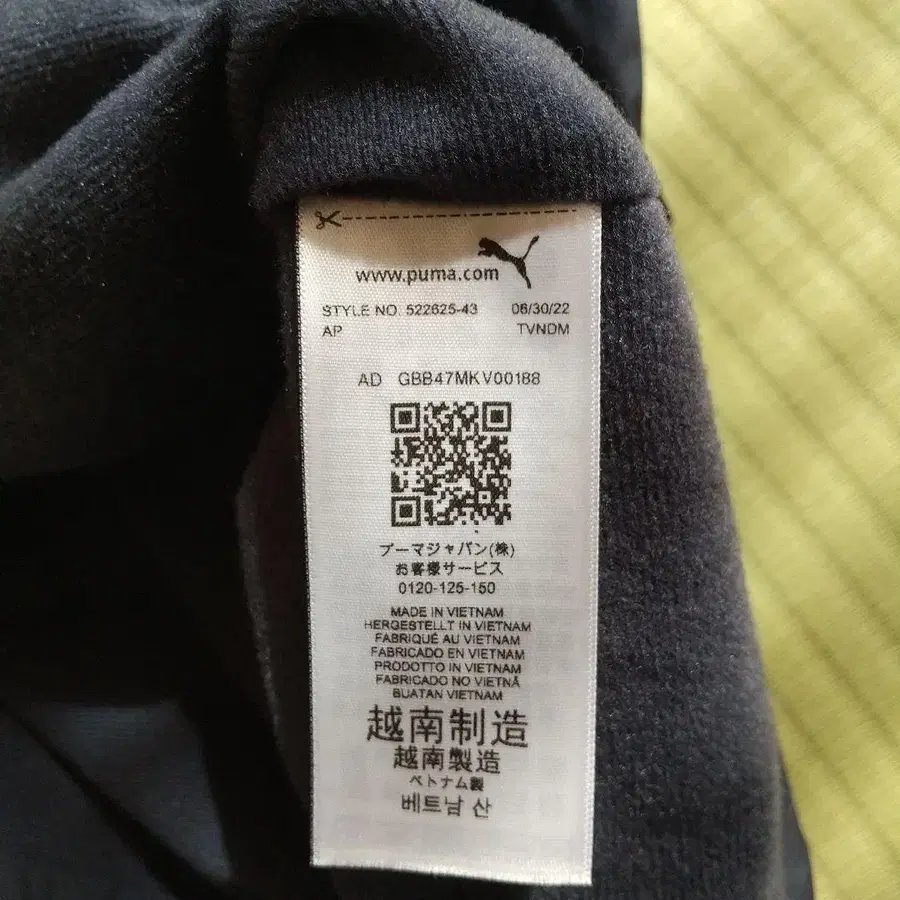 www.puma.com
STYLE NO. 522625-43 06/30/22
AP TVNDM
AD GBB47MKV00188
プーマジャパン(株)
お客様サービス
0120-125-150
MADE IN VIETNAM
HERGESTELLT IN VIETNAM
FABRIQUÉ AU VIETNAM
FABRICADO EN VIETNAM
PRODOTTO IN VIETNAM
FABRICADO NO VIETNÃ
BUATAN VIETNAM
越南制造
越南製造
ベトナム製
베트남 산